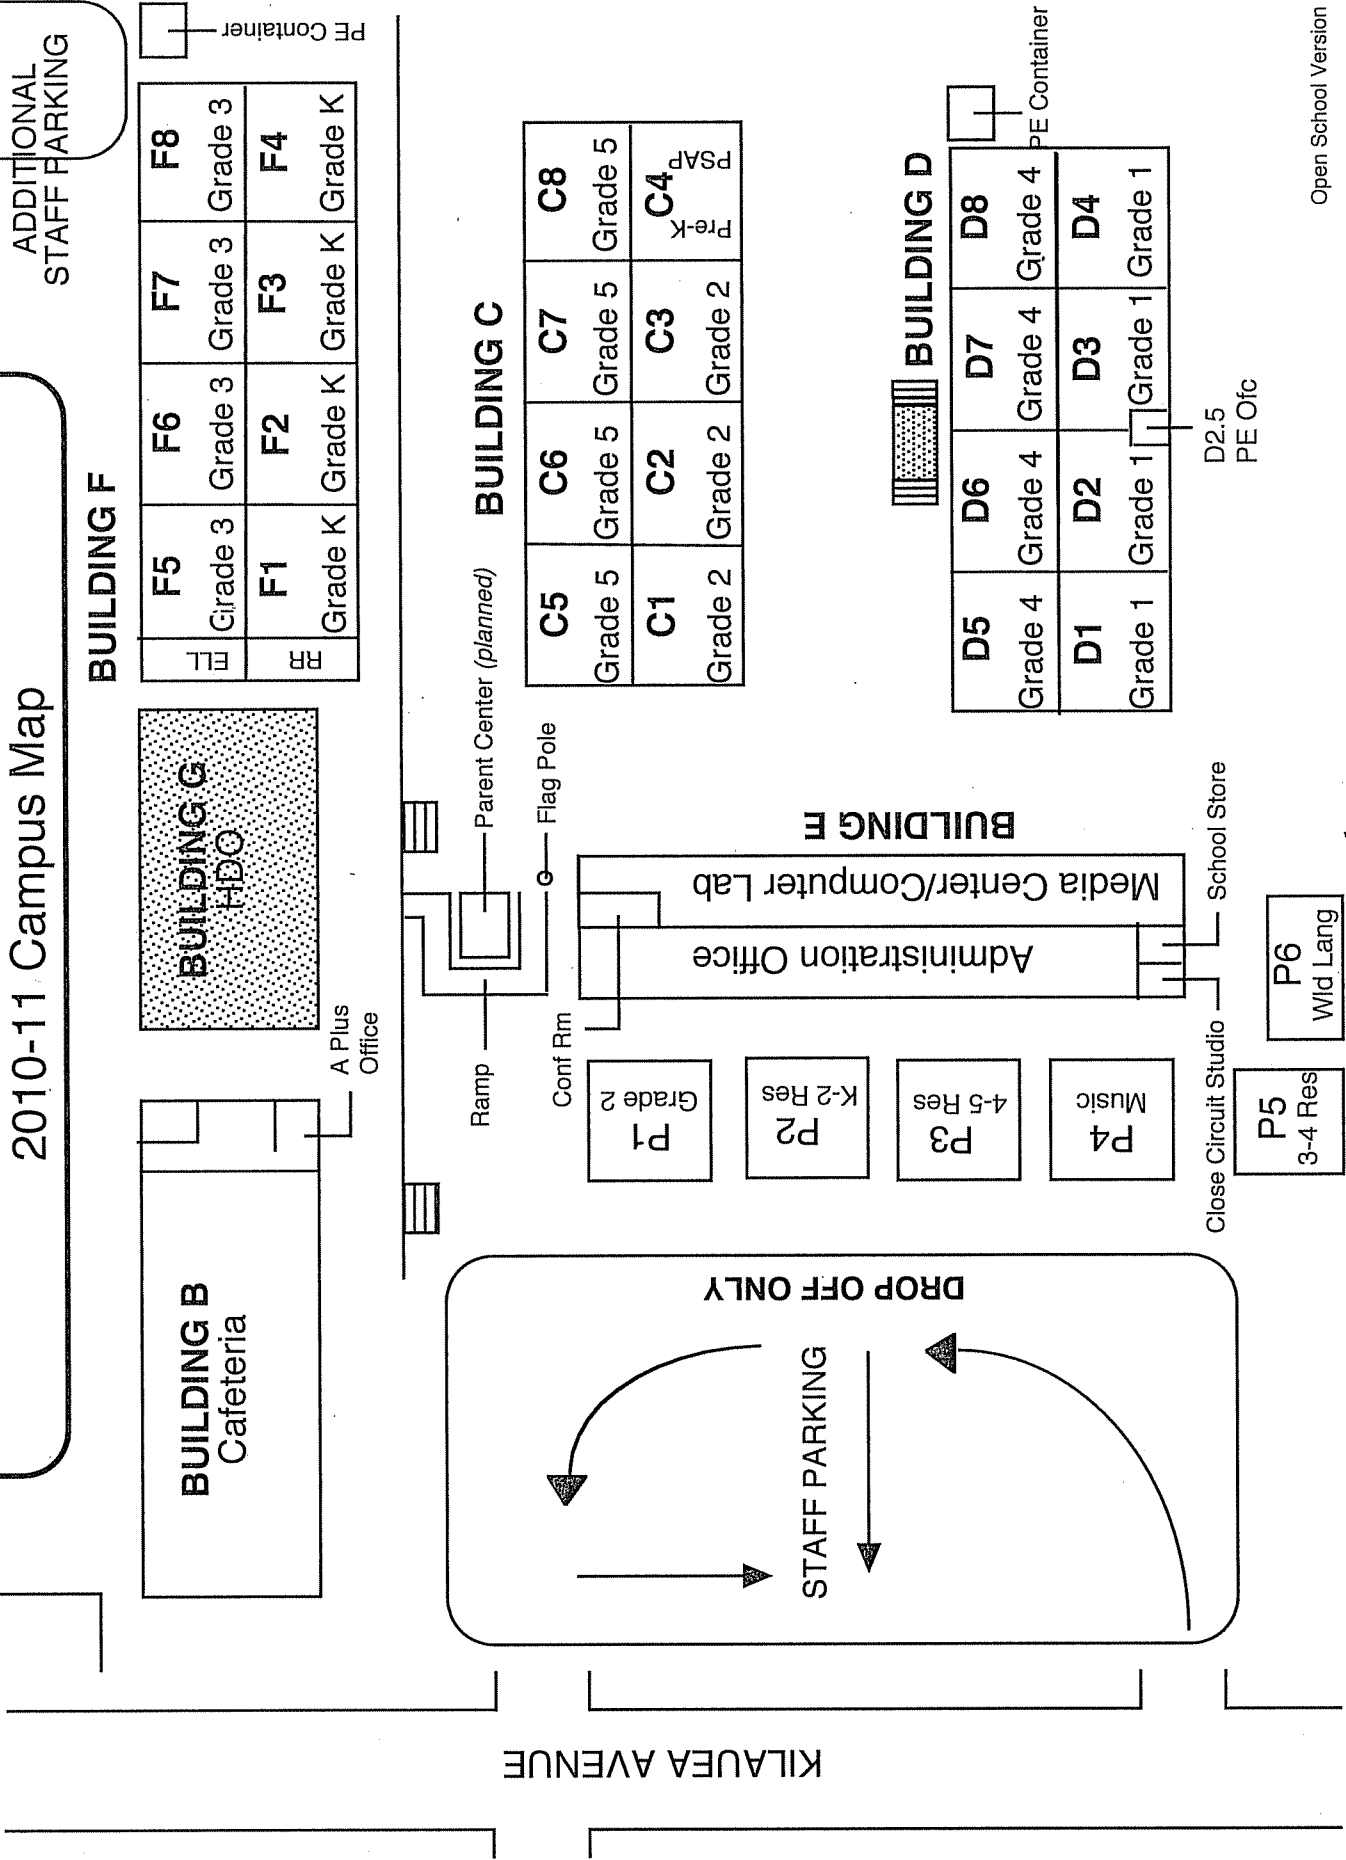 2010-11 Campus Map
ADDITIONAL
STAFF PARKING
PE Container
BUILDING F
F5
Grade 3
F6
Grade 3
F7
Grade 3
F8
Grade 3
ELL
RR
F1
Grade K
F2
Grade K
F3
Grade K
F4
Grade K
BUILDING G
HDO
BUILDING B
Cafeteria
A Plus
Office
Parent Center (planned)
Flag Pole
Ramp
Conf Rm
BUILDING C
C5
Grade 5
C6
Grade 5
C7
Grade 5
C8
Grade 5
C1
Grade 2
C2
Grade 2
C3
Grade 2
C4
Pre-K
PSAP
BUILDING E
Media Center/Computer Lab
Administration Office
School Store
Close Circuit Studio
P1
Grade 2
P2
K-2 Res
P3
4-5 Res
P4
Music
P5
3-4 Res
P6
Wld Lang
BUILDING D
PE Container
D5
Grade 4
D6
Grade 4
D7
Grade 4
D8
Grade 4
D1
Grade 1
D2
Grade 1
D3
Grade 1
D4
Grade 1
D2.5
PE Ofc
DROP OFF ONLY
STAFF PARKING
KILAUEA AVENUE
Open School Version